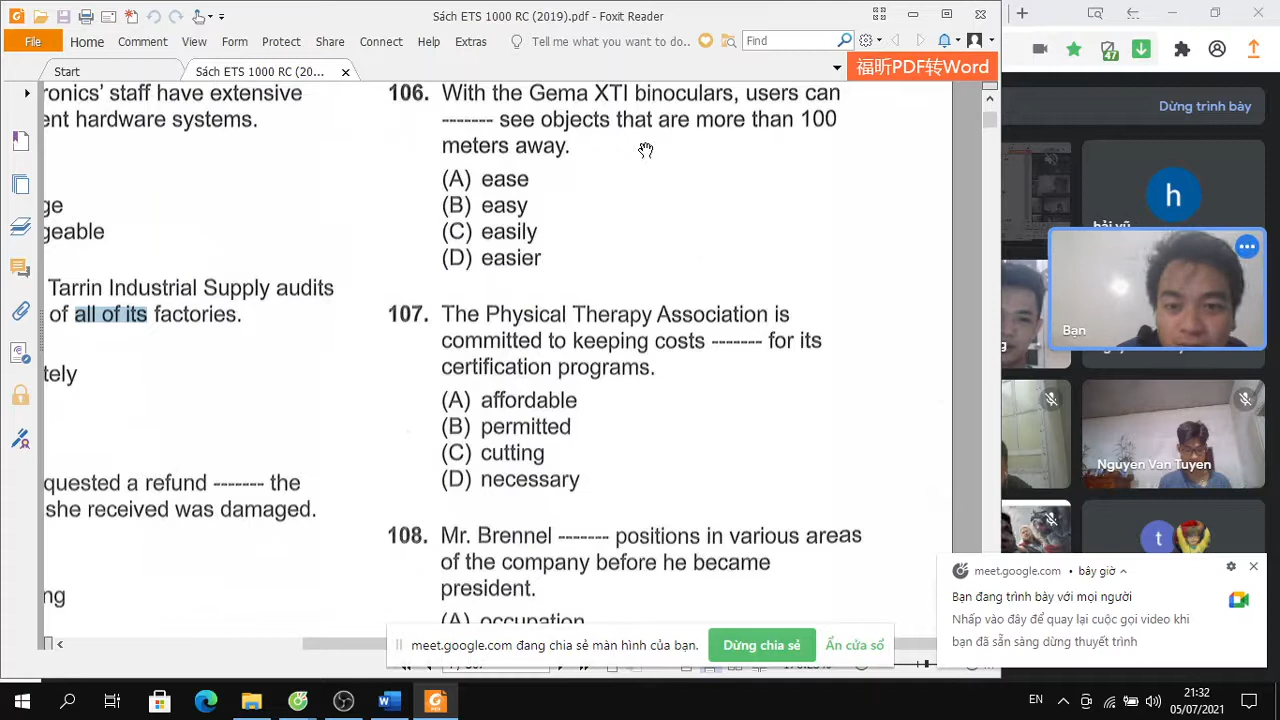 Sách ETS 1000 RC (2019).pdf - Foxit Reader
File
Home
Comment
View
Form
Protect
Share
Connect
Help
Extras
Tell me what you want to do..
Find
47
Start
Sách ETS 1000 RC (20...
福昕PDF转Word
Dừng trình bày
ronics' staff have extensive
ent hardware systems.
ge
geable
Tarrin Industrial Supply audits
of all of its factories.
tely
quested a refund ------- the
she received was damaged.
ng
106. With the Gema XTI binoculars, users can
------- see objects that are more than 100
meters away.
(A) ease
(B) easy
(C) easily
(D) easier
107. The Physical Therapy Association is
committed to keeping costs ------- for its
certification programs.
(A) affordable
(B) permitted
(C) cutting
(D) necessary
108. Mr. Brennel ------- positions in various areas
of the company before he became
president.
(A) occupation
h
hải vũ
Bạn
g
Nguyen Van Tuyen
t
meet.google.com • bây giờ
Bạn đang trình bày với mọi người
Nhấp vào đây để quay lại cuộc gọi video khi
bạn đã sẵn sàng dừng thuyết trình
meet.google.com đang chia sẻ màn hình của bạn.
Dừng chia sẻ
Ẩn cửa sổ
EN
21:32
05/07/2021